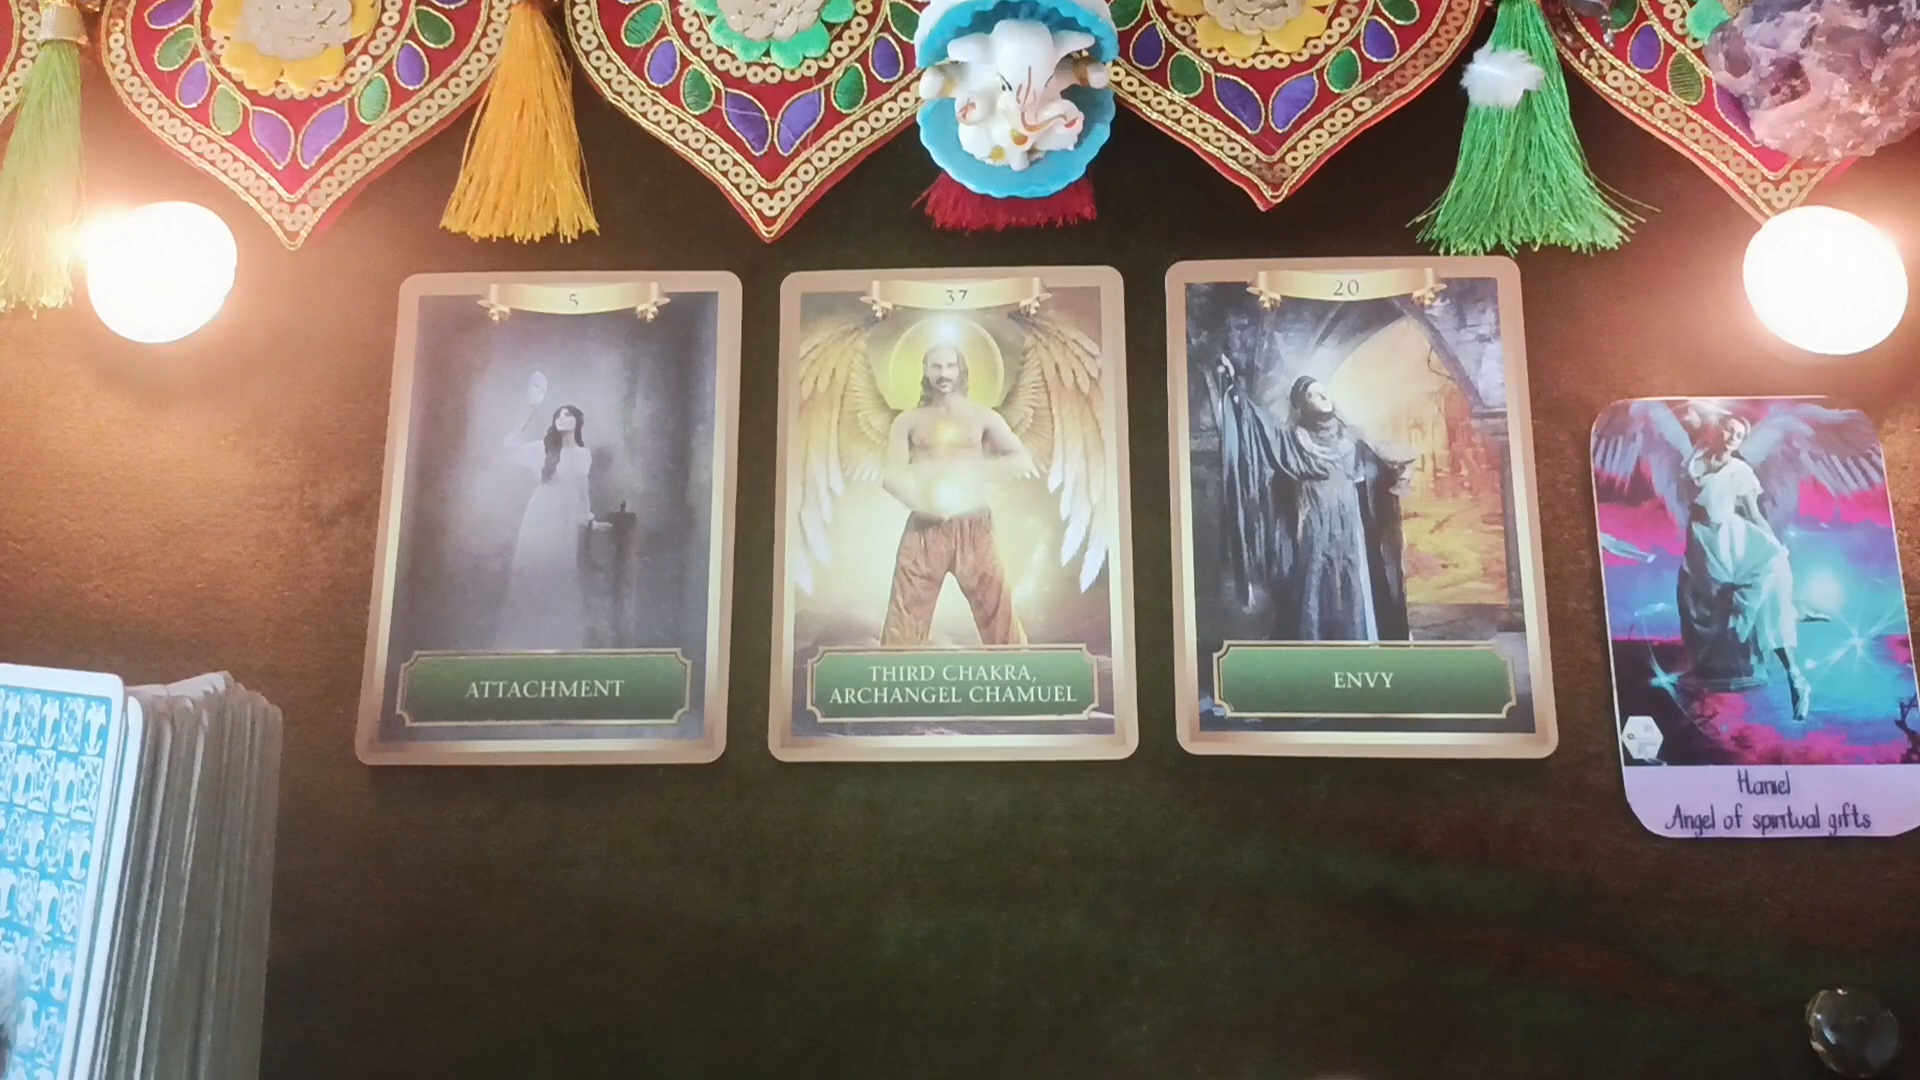 5
ATTACHMENT
37
THIRD CHAKRA,
ARCHANGEL CHAMUEL
20
ENVY
Haniel
Angel of spiritual gifts